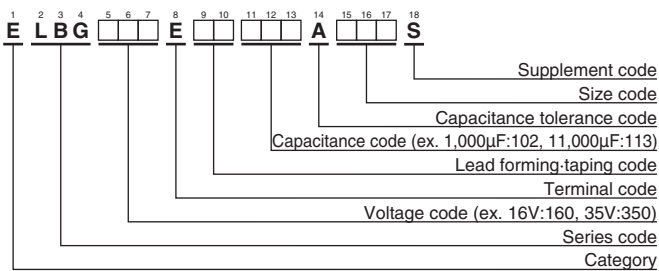 1 2 3 4 5 6 7 8 9 10 11 12 13 14 15 16 17 18
E L B G E A S
Supplement code
Size code
Capacitance tolerance code
Capacitance code (ex. 1,000μF:102, 11,000μF:113)
Lead forming·taping code
Terminal code
Voltage code (ex. 16V:160, 35V:350)
Series code
Category